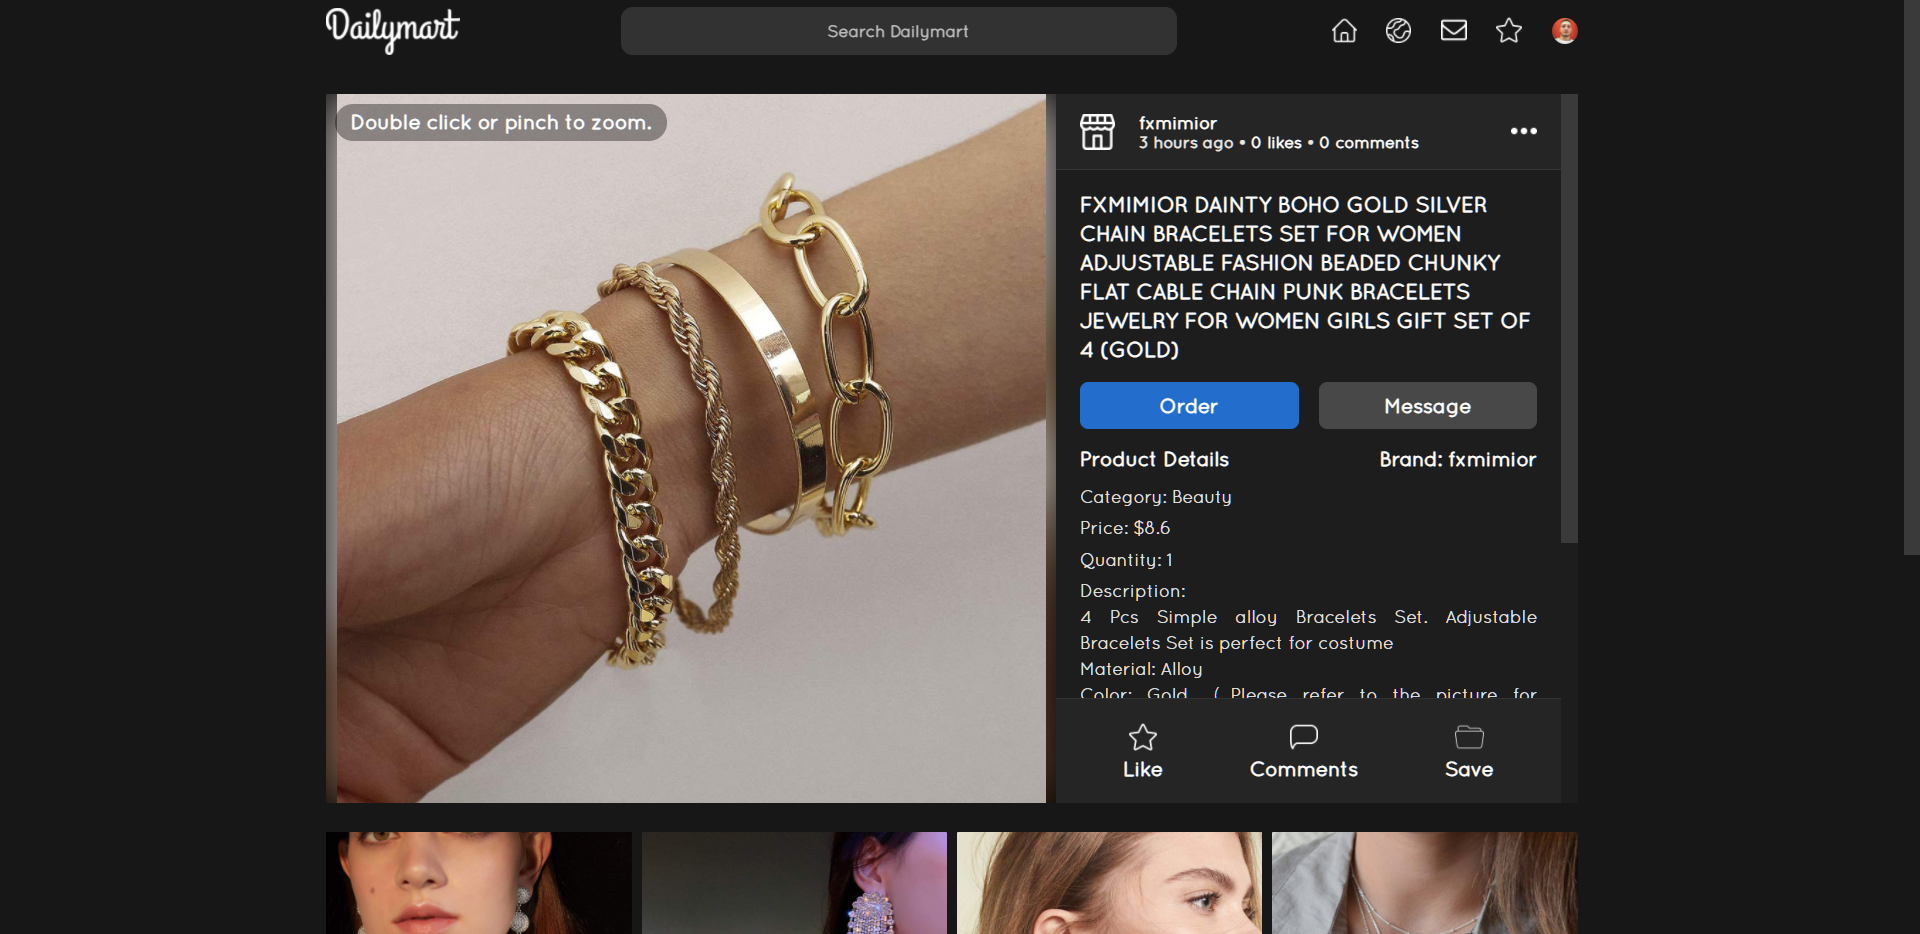 Dailymart
Search Dailymart
Double click or pinch to zoom.
fxmimior
3 hours ago • 0 likes • 0 comments
FXMIMIOR DAINTY BOHO GOLD SILVER
CHAIN BRACELETS SET FOR WOMEN
ADJUSTABLE FASHION BEADED CHUNKY
FLAT CABLE CHAIN PUNK BRACELETS
JEWELRY FOR WOMEN GIRLS GIFT SET OF
4 (GOLD)
Order
Message
Product Details
Brand: fxmimior
Category: Beauty
Price: $8.6
Quantity: 1
Description:
4 Pcs Simple alloy Bracelets Set. Adjustable
Bracelets Set is perfect for costume
Material: Alloy
Color: Gold ( Please refer to the picture for
Like
Comments
Save